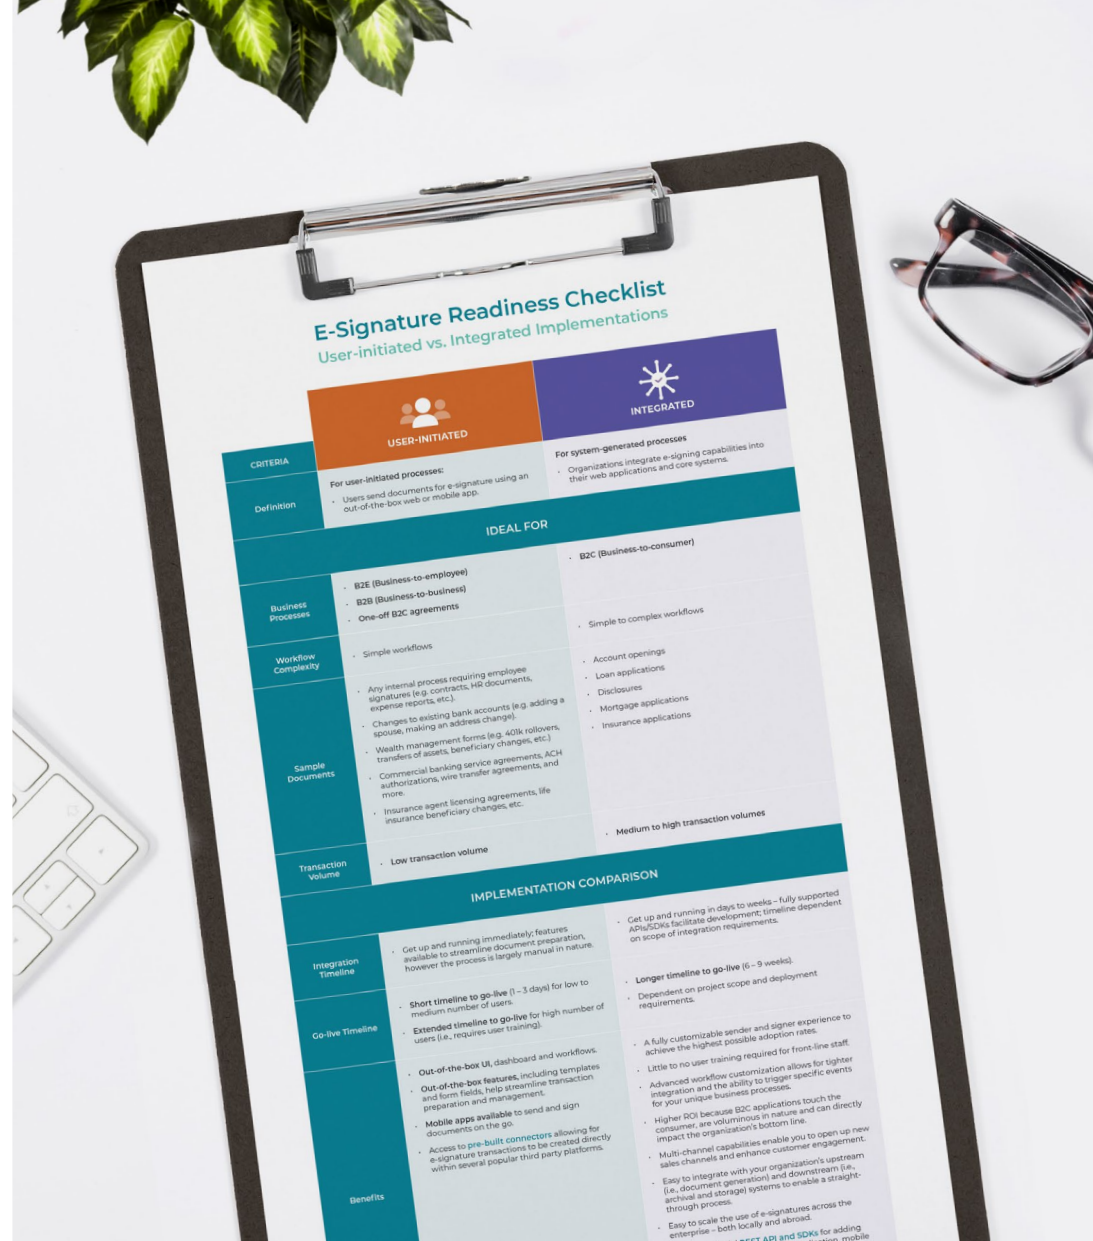 E-Signature Readiness Checklist
User-initiated vs. Integrated Implementations
USER-INITIATED
INTEGRATED
CRITERIA
Definition
For user-initiated processes:
· Users send documents for e-signature using an
out-of-the-box web or mobile app.
For system-generated processes
· Organizations integrate e-signing capabilities into
their web applications and core systems.
IDEAL FOR
Business
Processes
· B2E (Business-to-employee)
· B2B (Business-to-business)
· One-off B2C agreements
· B2C (Business-to-consumer)
Workflow
Complexity
· Simple workflows
· Simple to complex workflows
Sample
Documents
· Any internal process requiring employee
signatures (e.g. contracts, HR documents,
expense reports, etc.).
· Changes to existing bank accounts (e.g. adding a
spouse, making an address change).
· Wealth management forms (e.g. 401k rollovers,
transfers of assets, beneficiary changes, etc.)
· Commercial banking service agreements, ACH
authorizations, wire transfer agreements, and
more.
· Insurance agent licensing agreements, life
insurance beneficiary changes, etc.
· Account openings
· Loan applications
· Disclosures
· Mortgage applications
· Insurance applications
Transaction
Volume
· Low transaction volume
· Medium to high transaction volumes
IMPLEMENTATION COMPARISON
Integration
Timeline
· Get up and running immediately; features
available to streamline document preparation,
however the process is largely manual in nature.
· Get up and running in days to weeks – fully supported
APIs/SDKs facilitate development; timeline dependent
on scope of integration requirements.
Go-live Timeline
· Short timeline to go-live (1 – 3 days) for low to
medium number of users.
· Extended timeline to go-live for high number of
users (i.e., requires user training).
· Longer timeline to go-live (6 – 9 weeks).
· Dependent on project scope and deployment
requirements.
Benefits
· Out-of-the-box UI, dashboard and workflows.
· Out-of-the-box features, including templates
and form fields, help streamline transaction
preparation and management.
· Mobile apps available to send and sign
documents on the go.
· Access to pre-built connectors allowing for
e-signature transactions to be created directly
within several popular third party platforms.
· A fully customizable sender and signer experience to
achieve the highest possible adoption rates.
· Little to no user training required for front-line staff.
· Advanced workflow customization allows for tighter
integration and the ability to trigger specific events
for your unique business processes.
· Higher ROI because B2C applications touch the
consumer, are voluminous in nature and can directly
impact the organization's bottom line.
· Multi-channel capabilities enable you to open up new
sales channels and enhance customer engagement.
· Easy to integrate with your organization's upstream
(i.e., document generation) and downstream (i.e.,
archival and storage) systems to enable a straight-
through process.
· Easy to scale the use of e-signatures across the
enterprise – both locally and abroad.
API and SDKs for adding
mobile